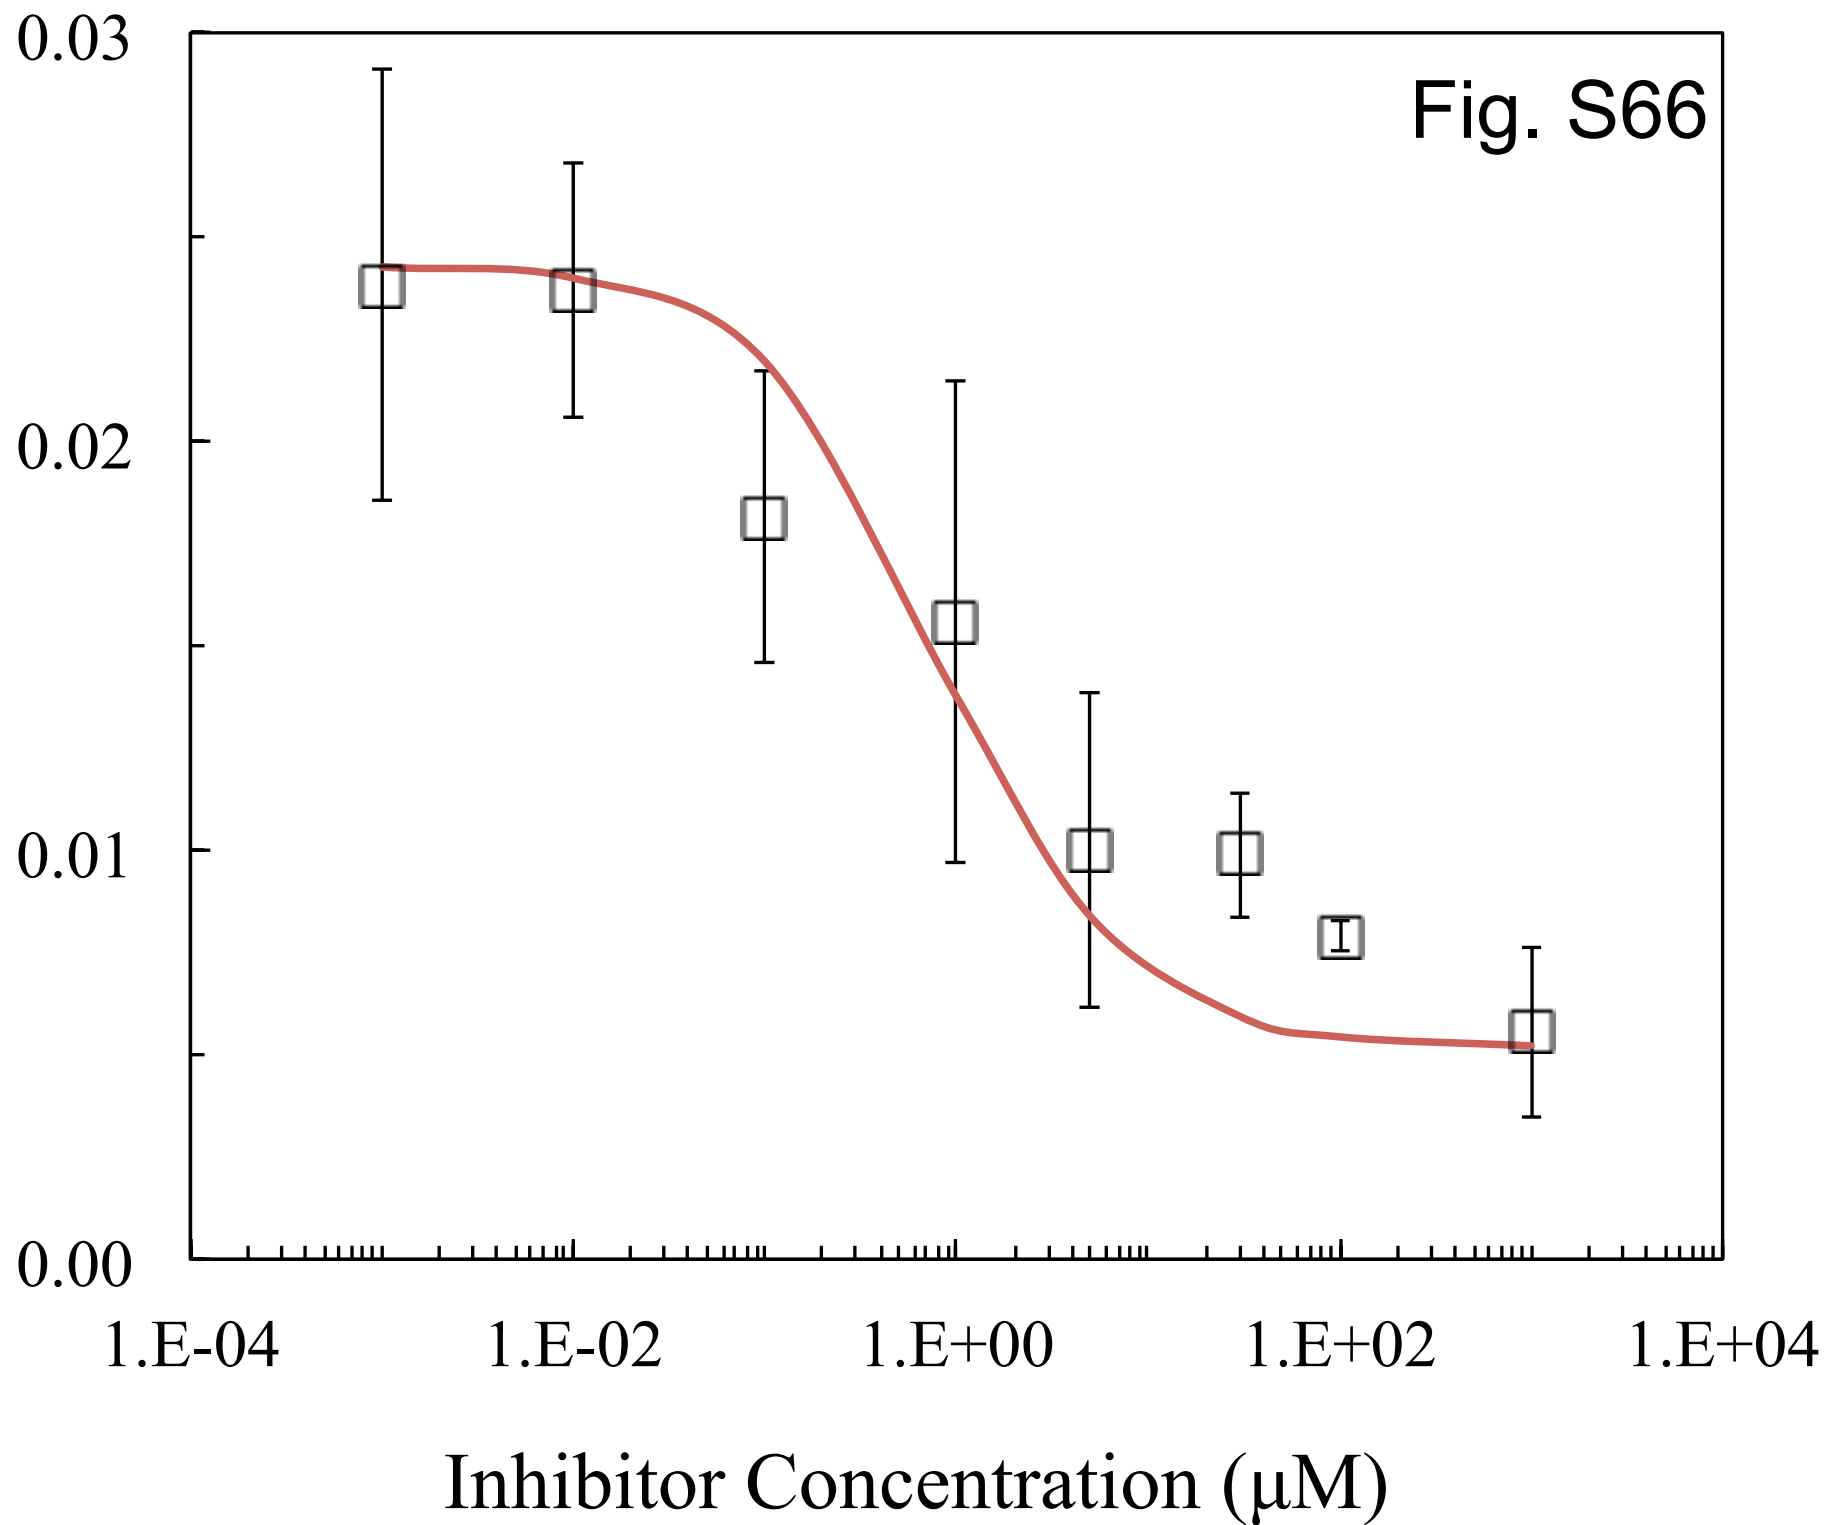 0.03
Fig. S66
0.02
0.01
0.00
1.E-04 1.E-02 1.E+00 1.E+02 1.E+04
Inhibitor Concentration (μM)